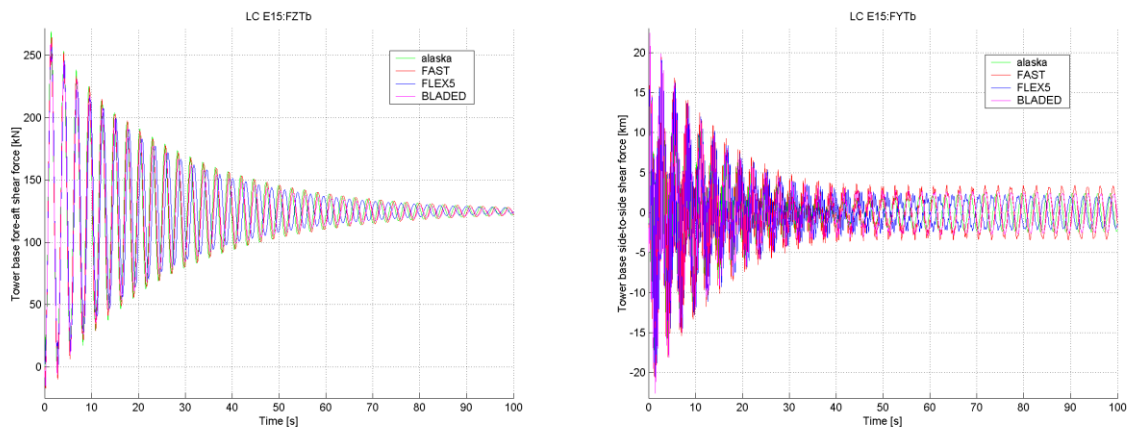 LC E15:FZTb
Tower base fore-aft shear force [kN]
250
200
150
100
50
0
alaska
FAST
FLEX5
BLADED
0 10 20 30 40 50 60 70 80 90 100
Time [s]
LC E15:FYTb
Tower base side-to-side shear force [km]
20
15
10
5
0
-5
-10
-15
-20
alaska
FAST
FLEX5
BLADED
0 10 20 30 40 50 60 70 80 90 100
Time [s]